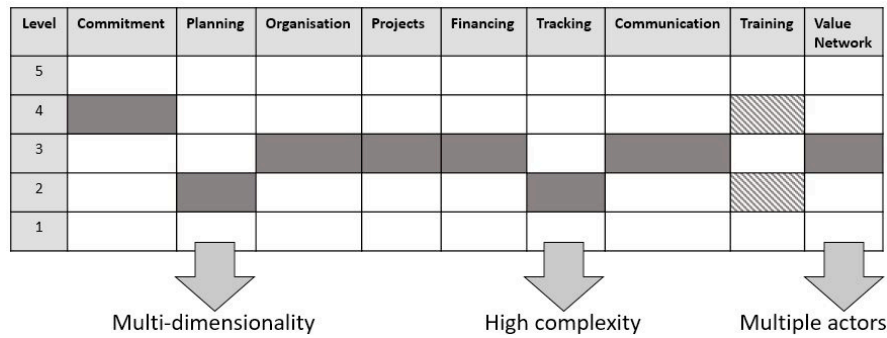 Level Commitment Planning Organisation Projects Financing Tracking Communication Training Value Network
5
4
3
2
1
Multi-dimensionality High complexity Multiple actors